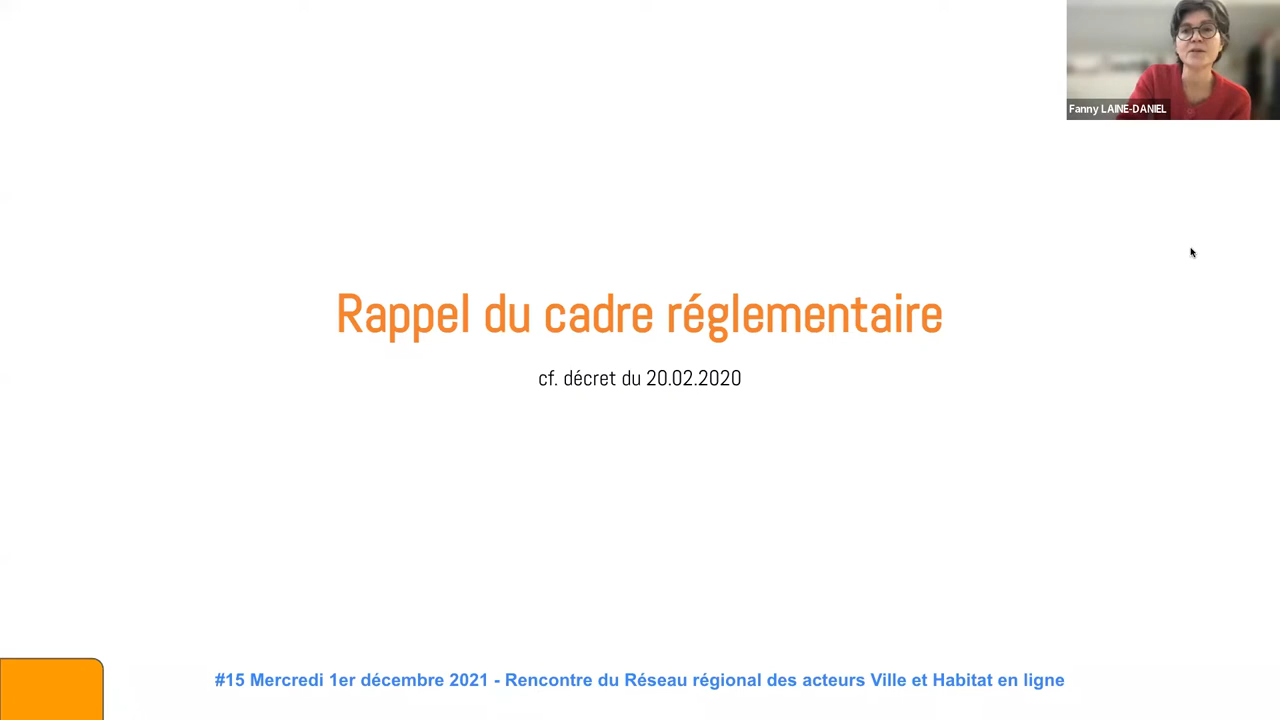 Fanny LAINE-DANIEL
Rappel du cadre réglementaire
cf. décret du 20.02.2020
#15 Mercredi 1er décembre 2021 - Rencontre du Réseau régional des acteurs Ville et Habitat en ligne